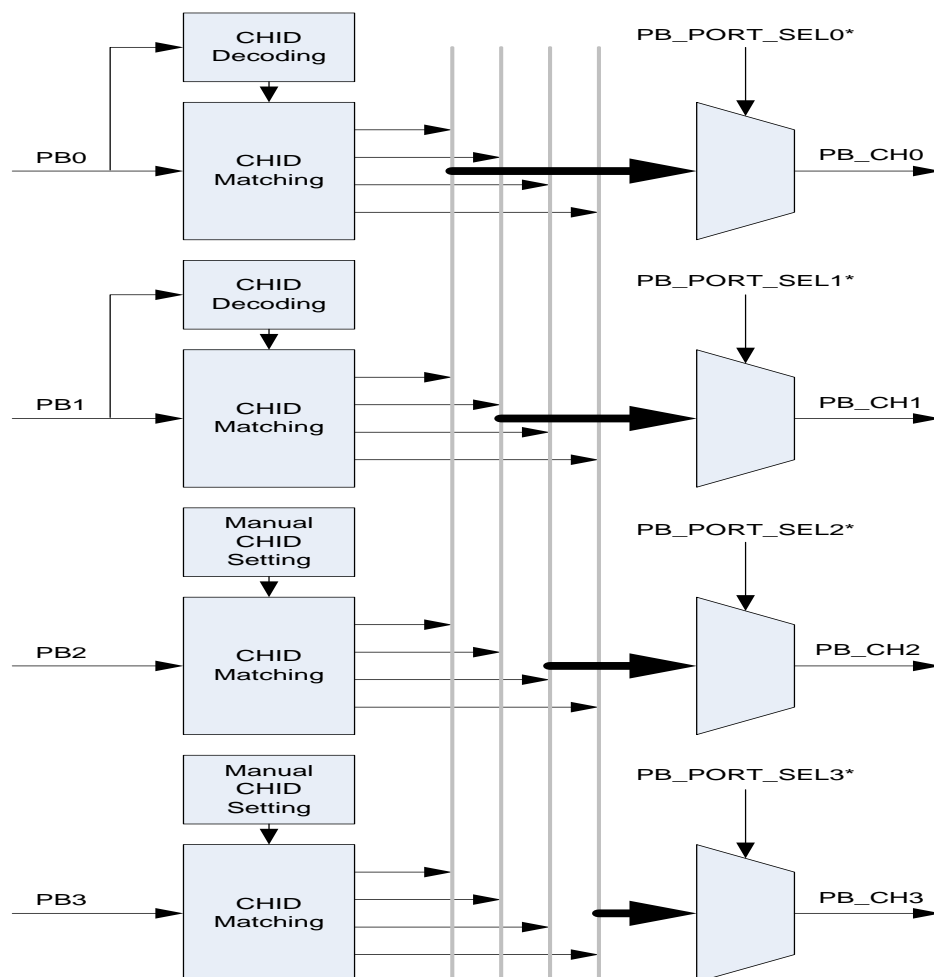 CHID
Decoding
PB_PORT_SEL0*
PB0
CHID
Matching
PB_CH0
CHID
Decoding
PB_PORT_SEL1*
PB1
CHID
Matching
PB_CH1
Manual
CHID
Setting
PB_PORT_SEL2*
PB2
CHID
Matching
PB_CH2
Manual
CHID
Setting
PB_PORT_SEL3*
PB3
CHID
Matching
PB_CH3